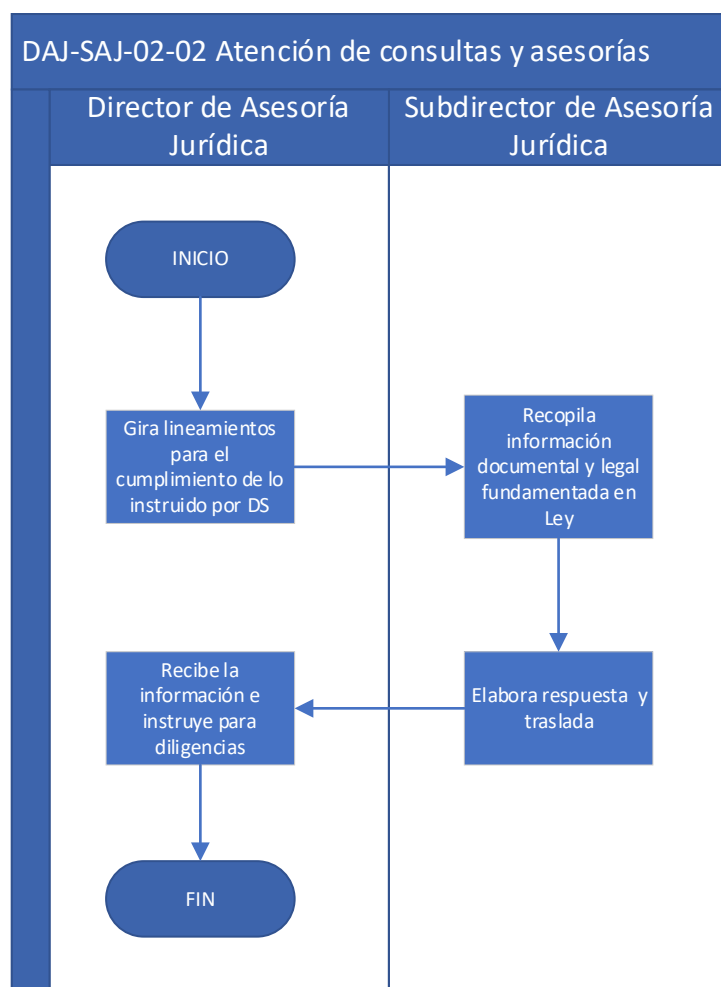 DAJ-SAJ-02-02 Atención de consultas y asesorías
Director de Asesoría
Jurídica
Subdirector de Asesoría
Jurídica
INICIO
Gira lineamientos
para el
cumplimiento de lo
instruido por DS
Recopila
información
documental y legal
fundamentada en
Ley
Elabora respuesta y
traslada
Recibe la
información e
instruye para
diligencias
FIN